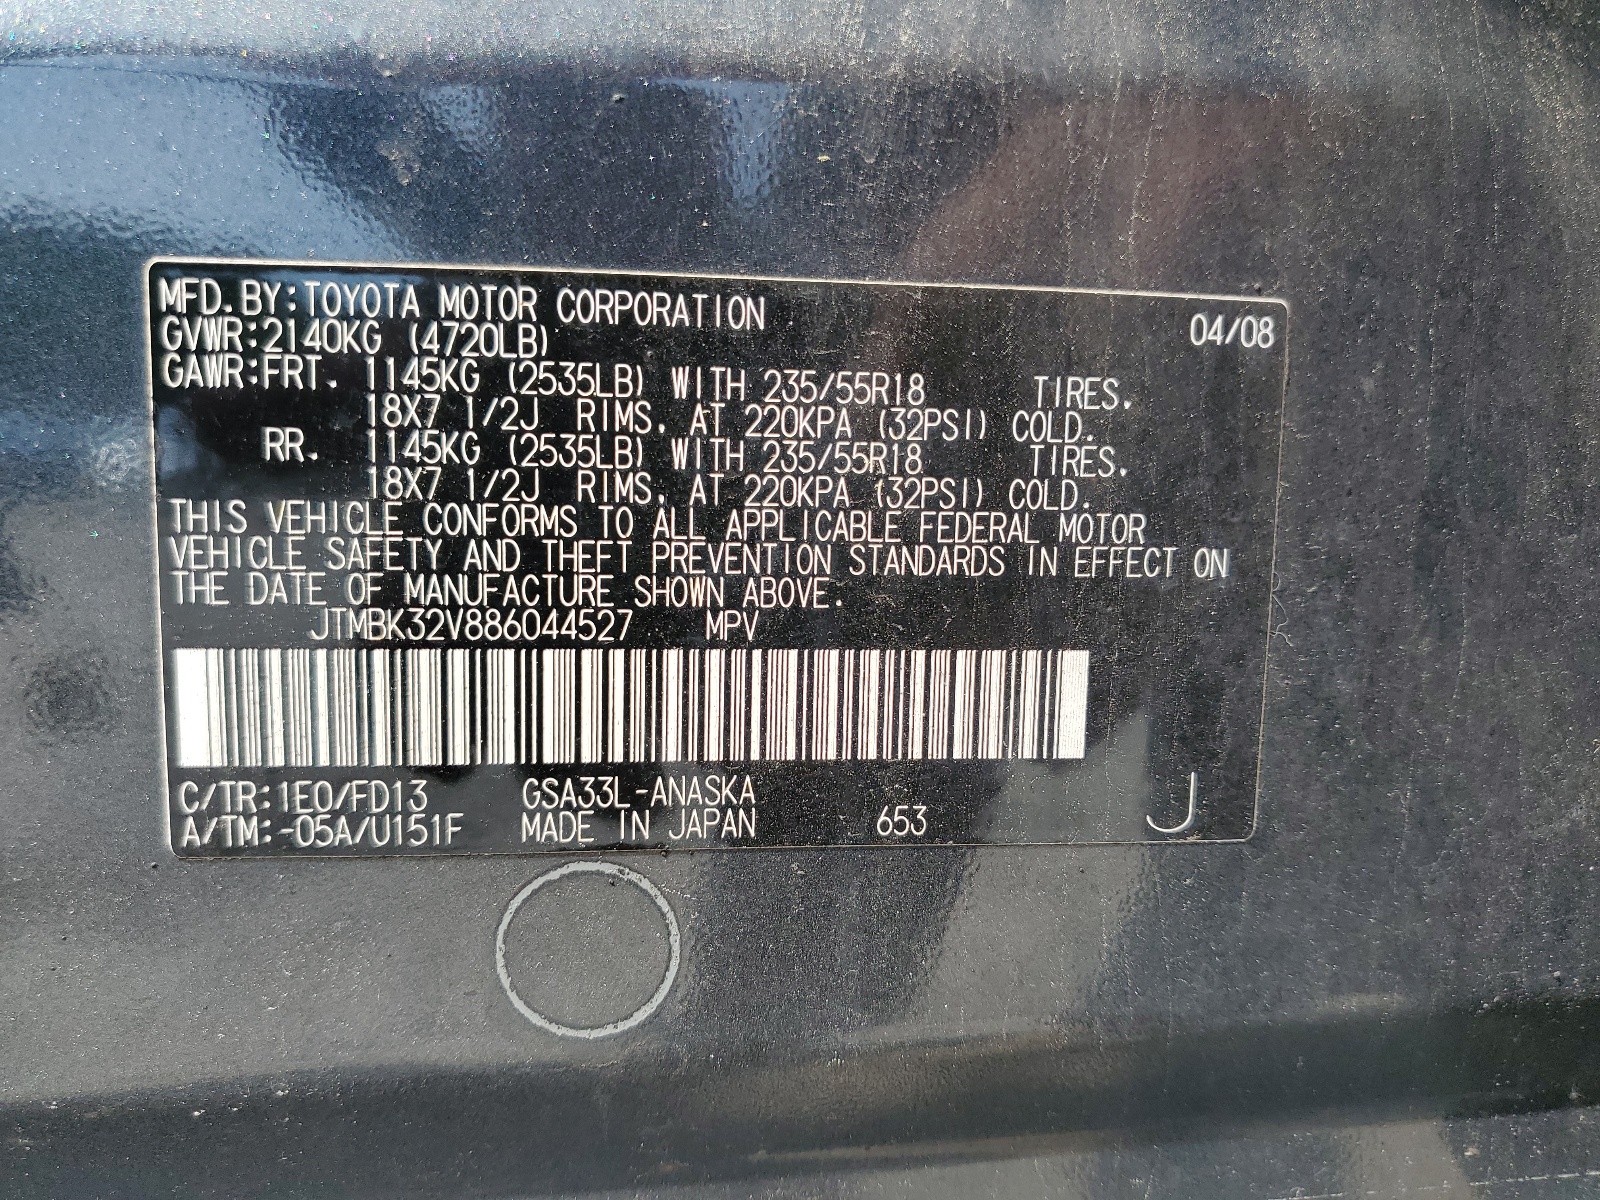 MFD.BY:TOYOTA MOTOR CORPORATION 04/08
GVWR:2140KG (4720LB)
GAWR:FRT. 1145KG (2535LB) WITH 235/55R18 TIRES.
18X7 1/2J RIMS, AT 220KPA (32PSI) COLD.
RR. 1145KG (2535LB) WITH 235/55R18 TIRES.
18X7 1/2J RIMS, AT 220KPA (32PSI) COLD.
THIS VEHICLE CONFORMS TO ALL APPLICABLE FEDERAL MOTOR
VEHICLE SAFETY AND THEFT PREVENTION STANDARDS IN EFFECT ON
THE DATE OF MANUFACTURE SHOWN ABOVE.
JTMBK32V886044527 MPV
C/TR:1E0/FD13 GSA33L-ANASKA
A/TM:-05A/U151F MADE IN JAPAN 653 J